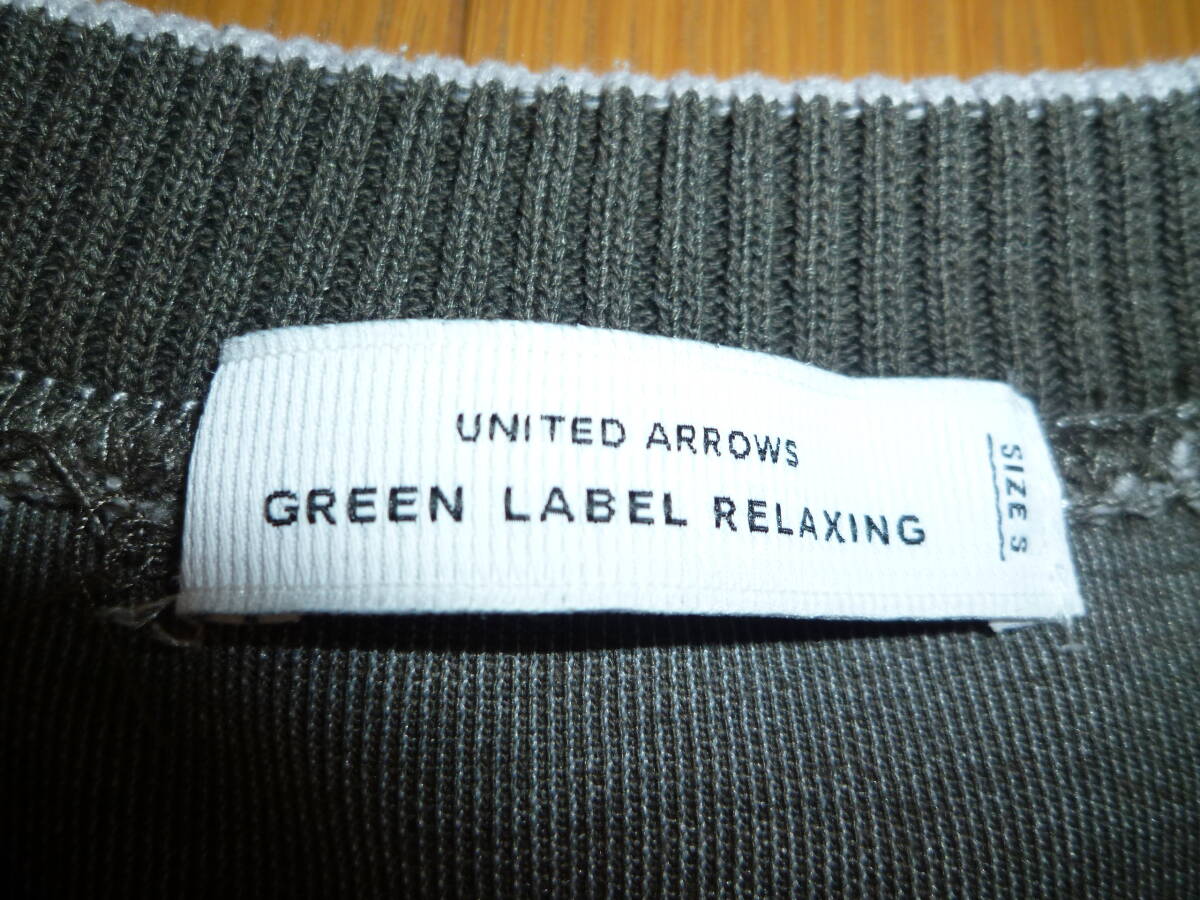 UNITED ARROWS
GREEN LABEL RELAXING
SIZE S